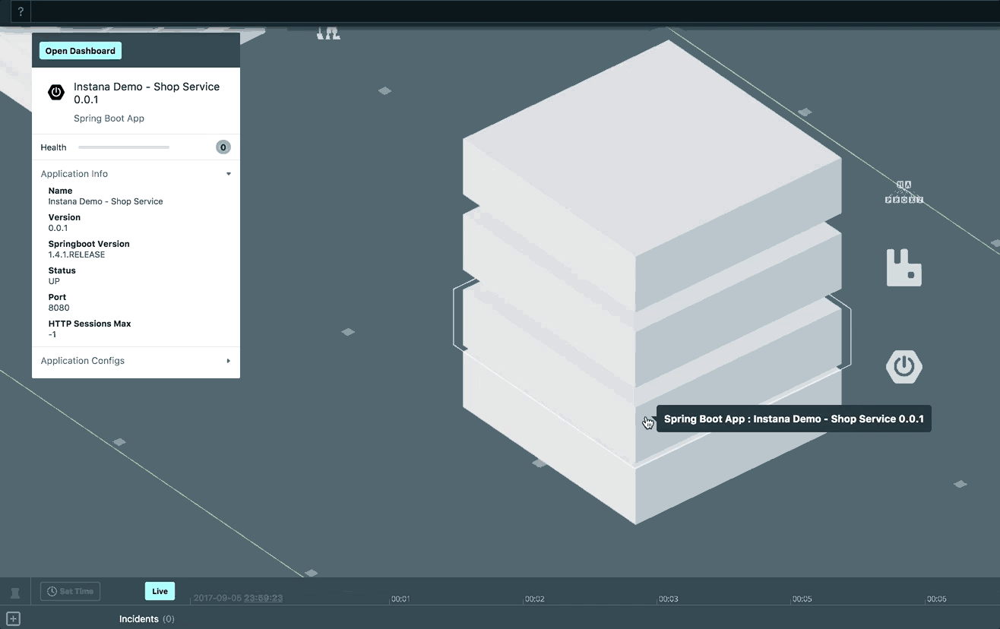 ?
Open Dashboard
Instana Demo - Shop Service
0.0.1
Spring Boot App
Health
0
Application Info
Name
Instana Demo - Shop Service
Version
0.0.1
Springboot Version
1.4.1.RELEASE
Status
UP
Port
8080
HTTP Sessions Max
-1
Application Configs
HA
PROXY
Spring Boot App : Instana Demo - Shop Service 0.0.1
Set Time
Live
2017-09-05 23:59:23
00:01
00:02
00:03
00:05
00:06
Incidents (0)